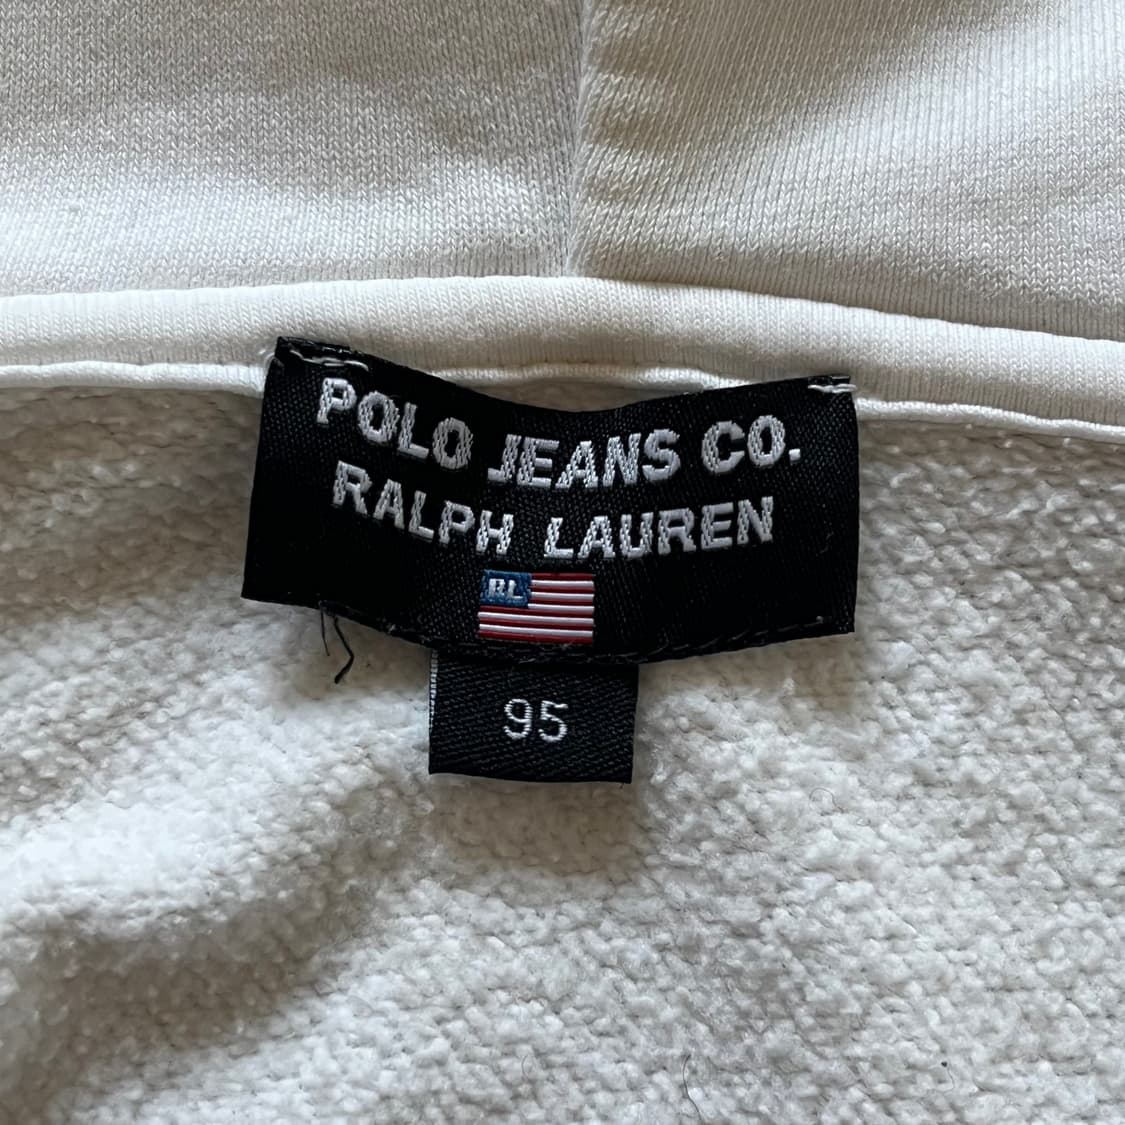 POLO JEANS CO.
RALPH LAUREN
RL
95